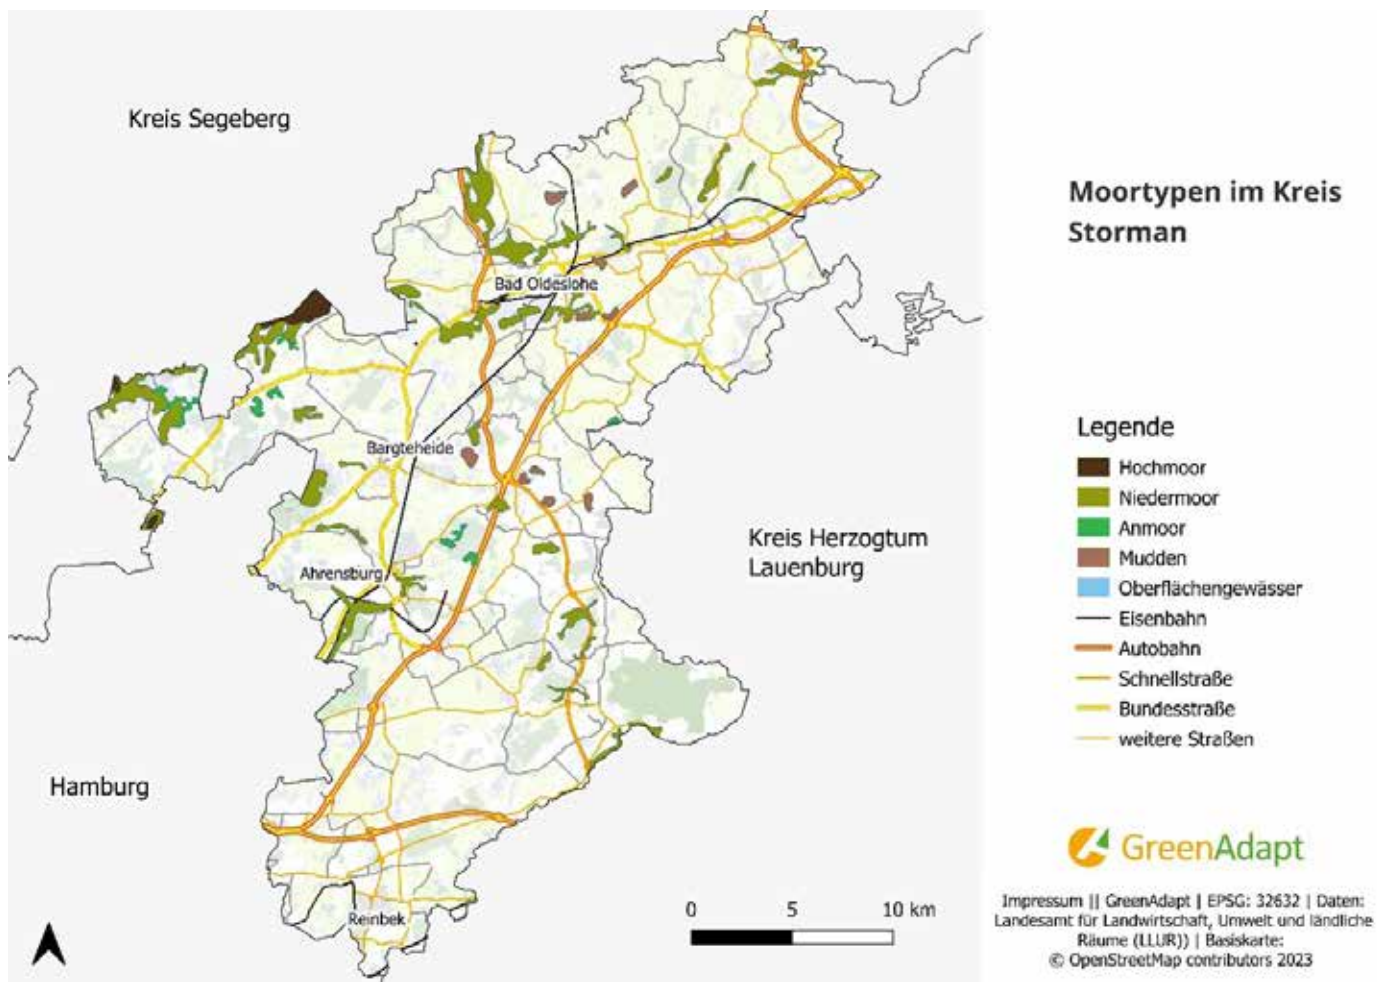 Kreis Segeberg
Moortypen im Kreis
Storman
Bad Oldeslohe
Bargteheide
Legende
Hochmoor
Niedermoor
Anmoor
Mudden
Oberflächengewässer
Eisenbahn
Autobahn
Schnellstraße
Bundesstraße
weitere Straßen
Kreis Herzogtum
Lauenburg
Ahrensburg
Hamburg
Reinbek
0 5 10 km
GreenAdapt
Impressum || GreenAdapt | EPSG: 32632 | Daten:
Landesamt für Landwirtschaft, Umwelt und ländliche
Räume (LLUR)) | Basiskarte:
© OpenStreetMap contributors 2023